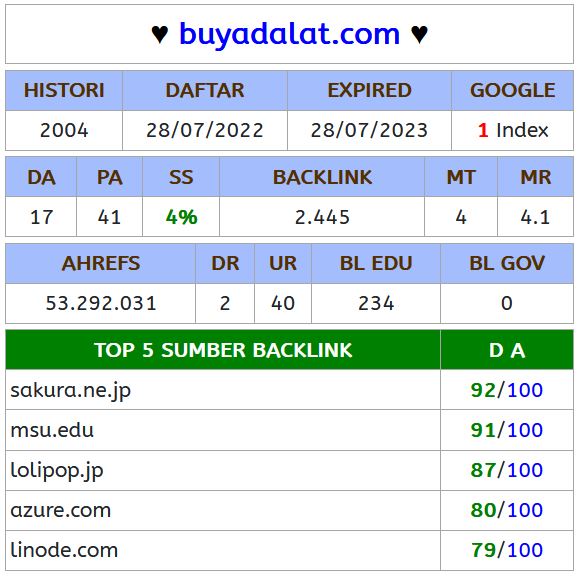 ♥ buyadalat.com ♥
HISTORI DAFTAR EXPIRED GOOGLE
2004 28/07/2022 28/07/2023 1 Index
DA PA SS BACKLINK MT MR
17 41 4% 2.445 4 4.1
AHREFS DR UR BL EDU BL GOV
53.292.031 2 40 234 0
TOP 5 SUMBER BACKLINK D A
sakura.ne.jp 92/100
msu.edu 91/100
lolipop.jp 87/100
azure.com 80/100
linode.com 79/100